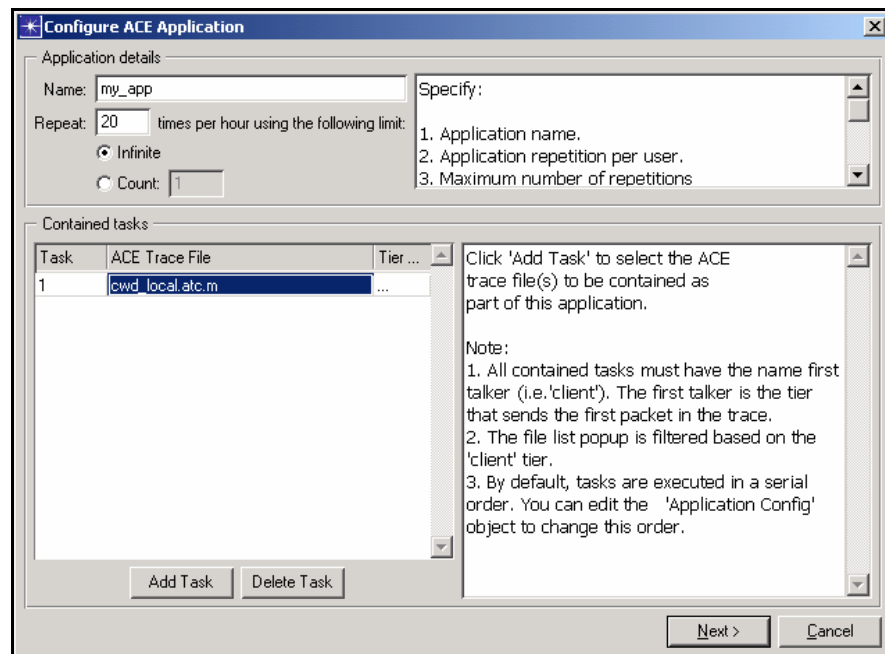 Configure ACE Application
Application details
Name: my_app
Repeat: 20 times per hour using the following limit:
Infinite
Count: 1
Specify:
1. Application name.
2. Application repetition per user.
3. Maximum number of repetitions
Contained tasks
Task ACE Trace File Tier ...
1 cwd_local.atc.m ...
Add Task Delete Task
Click 'Add Task' to select the ACE
trace file(s) to be contained as
part of this application.
Note:
1. All contained tasks must have the name first
talker (i.e.'client'). The first talker is the tier
that sends the first packet in the trace.
2. The file list popup is filtered based on the
'client' tier.
3. By default, tasks are executed in a serial
order. You can edit the 'Application Config'
object to change this order.
Next > Cancel